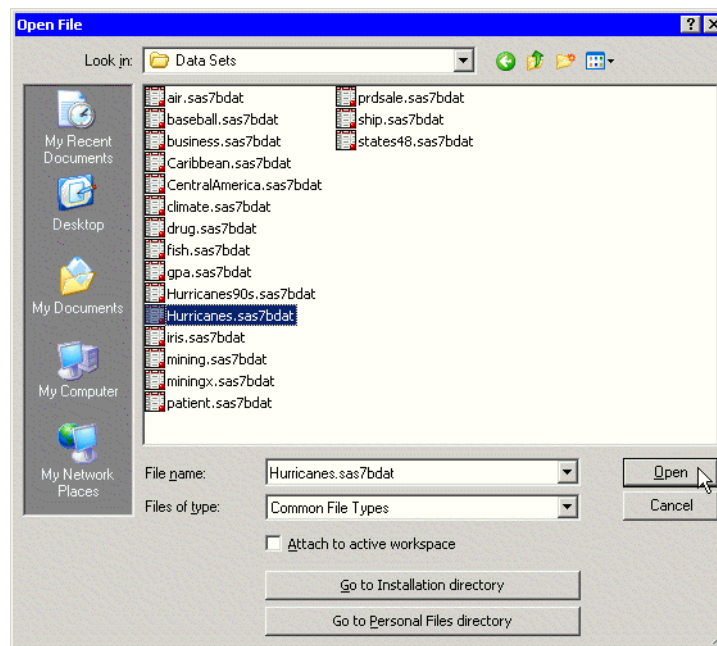 Open File
Look in: Data Sets
My Recent
Documents
Desktop
My Documents
My Computer
My Network
Places
air.sas7bdat
baseball.sas7bdat
business.sas7bdat
Caribbean.sas7bdat
CentralAmerica.sas7bdat
climate.sas7bdat
drug.sas7bdat
fish.sas7bdat
gpa.sas7bdat
Hurricanes90s.sas7bdat
Hurricanes.sas7bdat
iris.sas7bdat
mining.sas7bdat
miningx.sas7bdat
patient.sas7bdat
prdsale.sas7bdat
ship.sas7bdat
states48.sas7bdat
File name: Hurricanes.sas7bdat
Open
Files of type: Common File Types
Cancel
Attach to active workspace
Go to Installation directory
Go to Personal Files directory